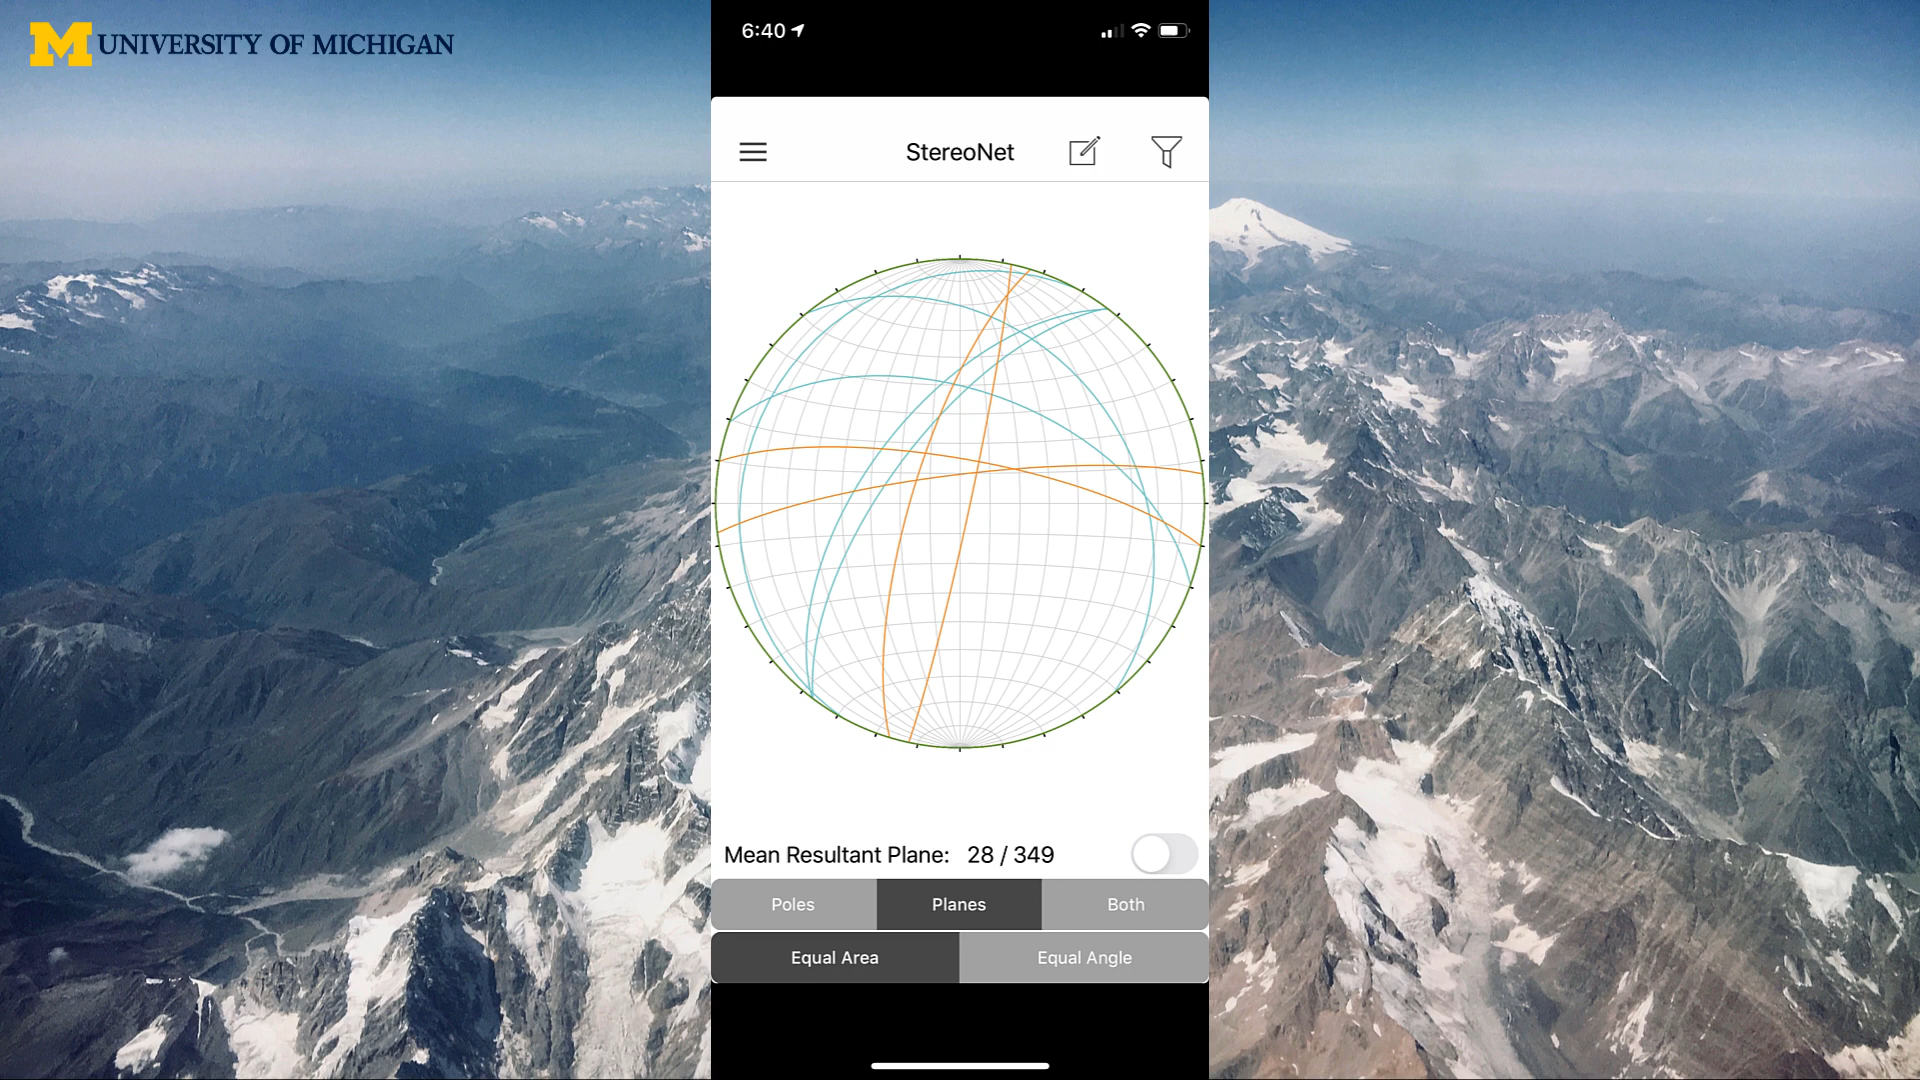 M UNIVERSITY OF MICHIGAN
6:40
StereoNet
Mean Resultant Plane: 28 / 349
Poles Planes Both
Equal Area Equal Angle